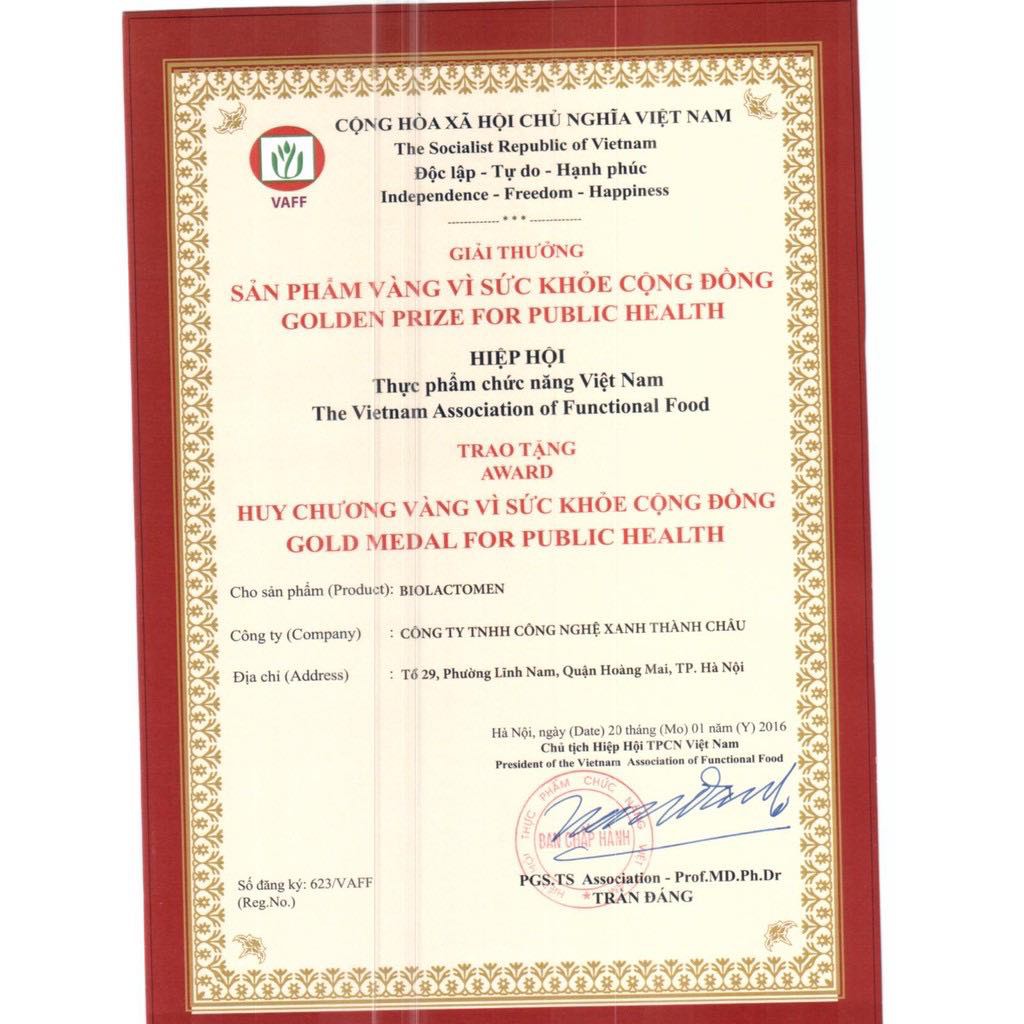 CỘNG HÒA XÃ HỘI CHỦ NGHĨA VIỆT NAM
The Socialist Republic of Vietnam
Độc lập - Tự do - Hạnh phúc
Independence - Freedom - Happiness
------------- * * * -------------
VAFF
GIẢI THƯỞNG
SẢN PHẨM VÀNG VÌ SỨC KHỎE CỘNG ĐỒNG
GOLDEN PRIZE FOR PUBLIC HEALTH
HIỆP HỘI
Thực phẩm chức năng Việt Nam
The Vietnam Association of Functional Food
TRAO TẶNG
AWARD
HUY CHƯƠNG VÀNG VÌ SỨC KHỎE CỘNG ĐỒNG
GOLD MEDAL FOR PUBLIC HEALTH
Cho sản phẩm (Product): BIOLACTOMEN
Công ty (Company) : CÔNG TY TNHH CÔNG NGHỆ XANH THÀNH CHÂU
Địa chỉ (Address) : Tổ 29, Phường Lĩnh Nam, Quận Hoàng Mai, TP. Hà Nội
Hà Nội, ngày (Date) 20 tháng (Mo) 01 năm (Y) 2016
Chủ tịch Hiệp Hội TPCN Việt Nam
President of the Vietnam Association of Functional Food
THỰC PHẨM CHỨC NĂNG VIỆT
BAN CHẤP HÀNH
PGS.TS Association - Prof.MD.Ph.Dr
TRẦN ĐÁNG
Số đăng ký: 623/VAFF
(Reg.No.)